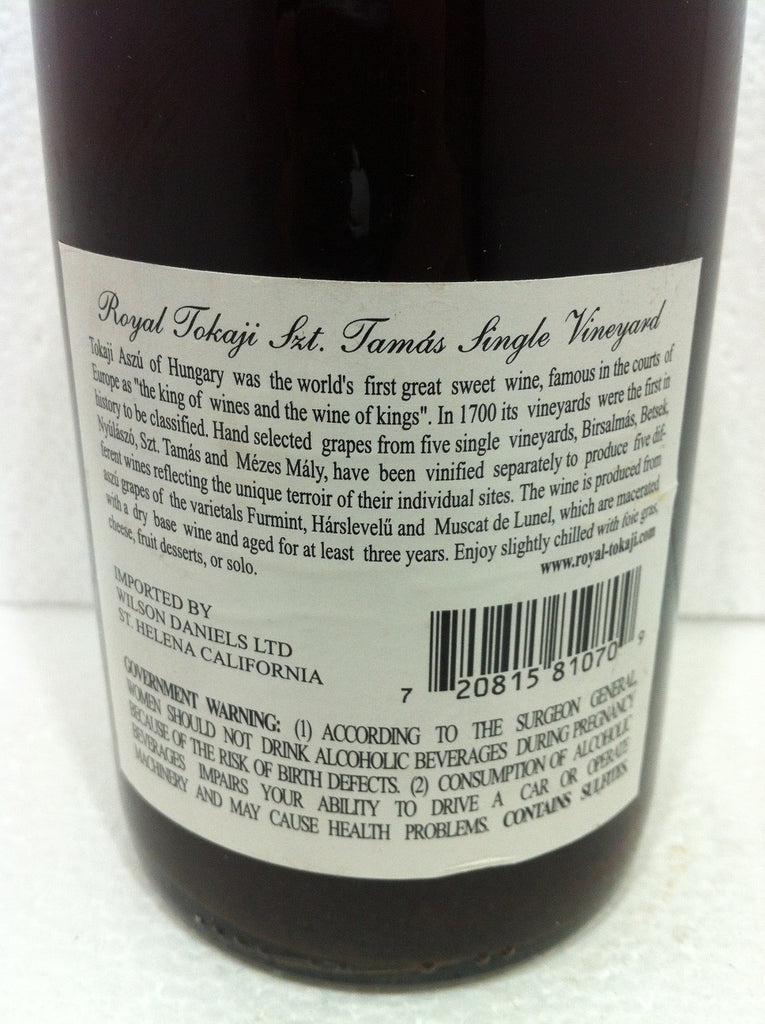 Royal Tokaji Szt. Tamás Single Vineyard
Tokaji Aszú of Hungary was the world's first great sweet wine, famous in the courts of
Europe as "the king of wines and the wine of kings". In 1700 its vineyards were the first in
history to be classified. Hand selected grapes from five single vineyards, Birsalmás, Betsek,
Nyúlászó, Szt. Tamás and Mézes Mály, have been vinified separately to produce five dif-
ferent wines reflecting the unique terroir of their individual sites. The wine is produced from
aszú grapes of the varietals Furmint, Hárslevelű and Muscat de Lunel, which are macerated
with a dry base wine and aged for at least three years. Enjoy slightly chilled with foie gras,
cheese, fruit desserts, or solo.
www.royal-tokaji.com
IMPORTED BY
WILSON DANIELS LTD
ST. HELENA CALIFORNIA
7 20815 81070 9
GOVERNMENT WARNING: (1) ACCORDING TO THE SURGEON GENERAL,
WOMEN SHOULD NOT DRINK ALCOHOLIC BEVERAGES DURING PREGNANCY
BECAUSE OF THE RISK OF BIRTH DEFECTS. (2) CONSUMPTION OF ALCOHOLIC
BEVERAGES IMPAIRS YOUR ABILITY TO DRIVE A CAR OR OPERATE
MACHINERY AND MAY CAUSE HEALTH PROBLEMS. CONTAINS SULFITES.